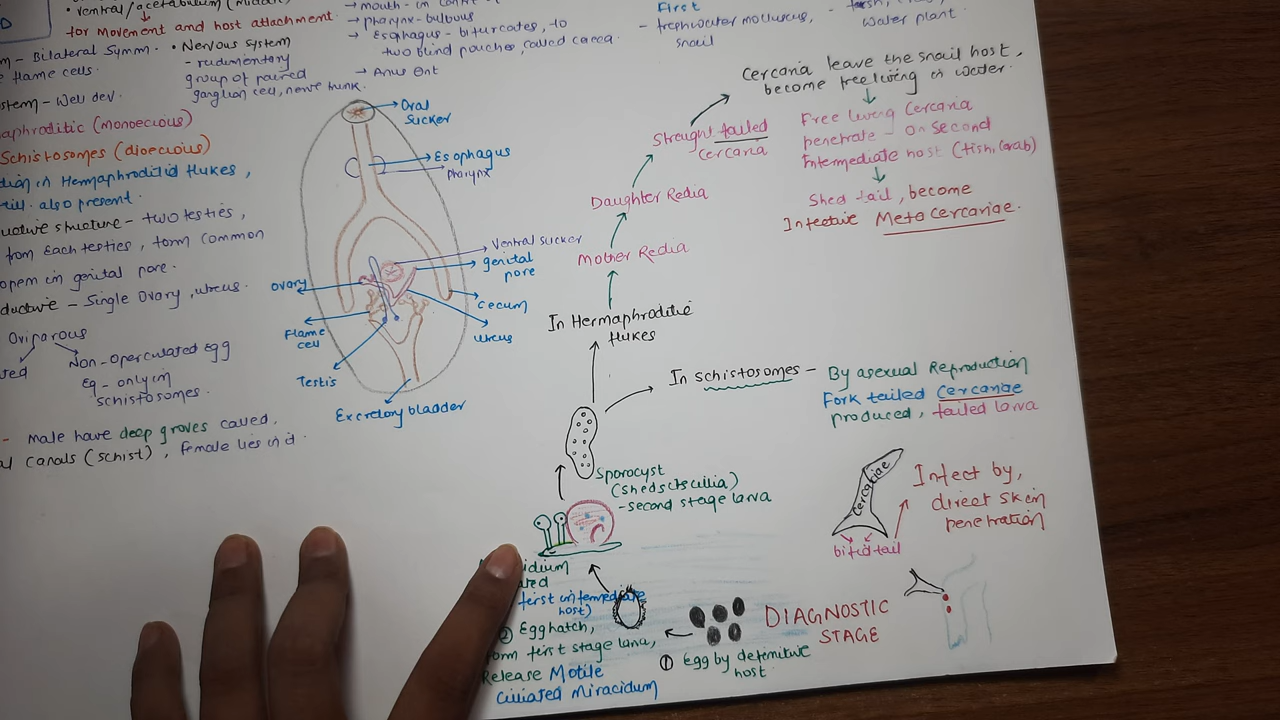 • ventral/acetabulum (
for movement and host attachment.
- Bilateral Symm.
flame cells.
• Nervous system
- rudimentory
group of paired
ganglion cell, nerve trunk.
- Well dev.
(monoecious)
Schistosomes (dioecious)
in Hermaphroditic flukes,
also present.
structure - two testies,
from Each testies, form common
open in genital pore.
- Single Ovary, uterus.
Oviparous
Non-operculated Egg
Eg - only in
schistosomes.
- male have deep groves called,
canals (schist), female lies in it
→ mouth -
→ pharynx - bulbous
→ Esophagus - bifurcates, to
two blind pouches, called caeca.
→ Anus
First
- freshwater molluscus,
snail
water plant.
Oral
Sucker
Esophagus
Pharynx
Ventral sucker
genital
pore
Ovary
cecum
Flame
cell
uterus
Testis
Excretory bladder
Cercaria leave the snail host,
become free living in water.
Free living Cercaria
penetrate - On second
Intermediate host (fish, crab)
Shed tail, become
Infective Metacercariae.
Straught tailed
Cercaria
Daughter Redia
Mother Redia
In Hermaphroditic
flukes
In schistosomes - By asexual Reproduction
Fork tailed Cercariae
produced, tailed larva
Sporocyst
(sheds its cilia)
- second stage larva
Cercariae
bifid tail
Infect by,
direct skin
penetration
first intermediate
host)
② Egg hatch,
form first stage larva,
Release Motile
Ciliated Miracidum
① egg by definitive
host
DIAGNOSTIC
STAGE